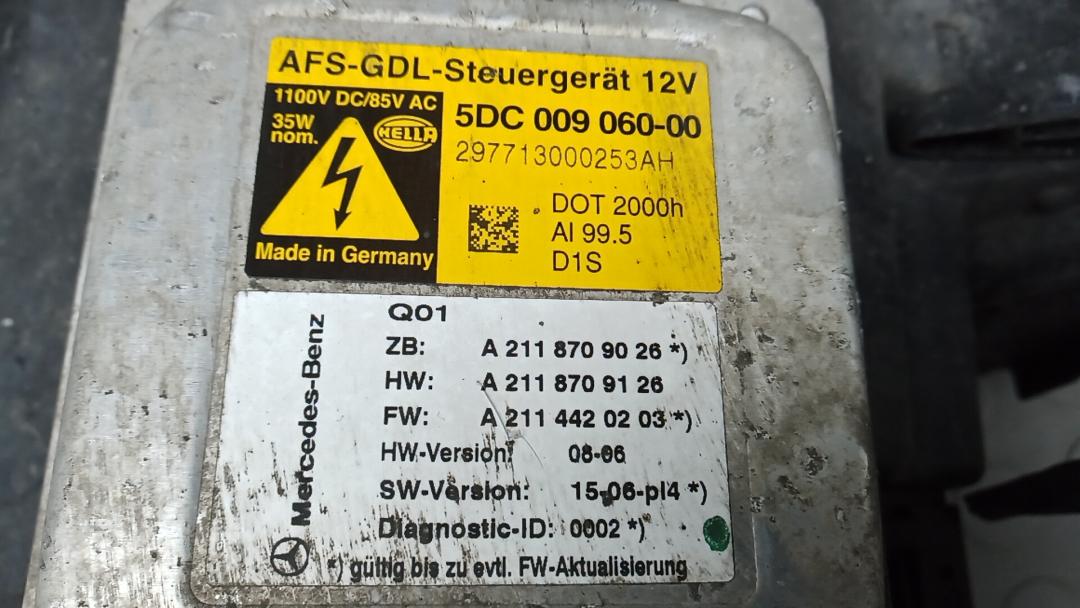 AFS-GDL-Steuergerät 12V
1100V DC/85V AC
35W
nom.
HELLA
Made in Germany
5DC 009 060-00
297713000253AH
DOT 2000h
AI 99.5
D1S
Mercedes-Benz
Q01
ZB: A 211 870 90 26 *)
HW: A 211 870 91 26
FW: A 211 442 02 03 *)
HW-Version: 08-06
SW-Version: 15-06-pl4 *)
Diagnostic-ID: 0002 *)
*) gültig bis zu evtl. FW-Aktualisierung